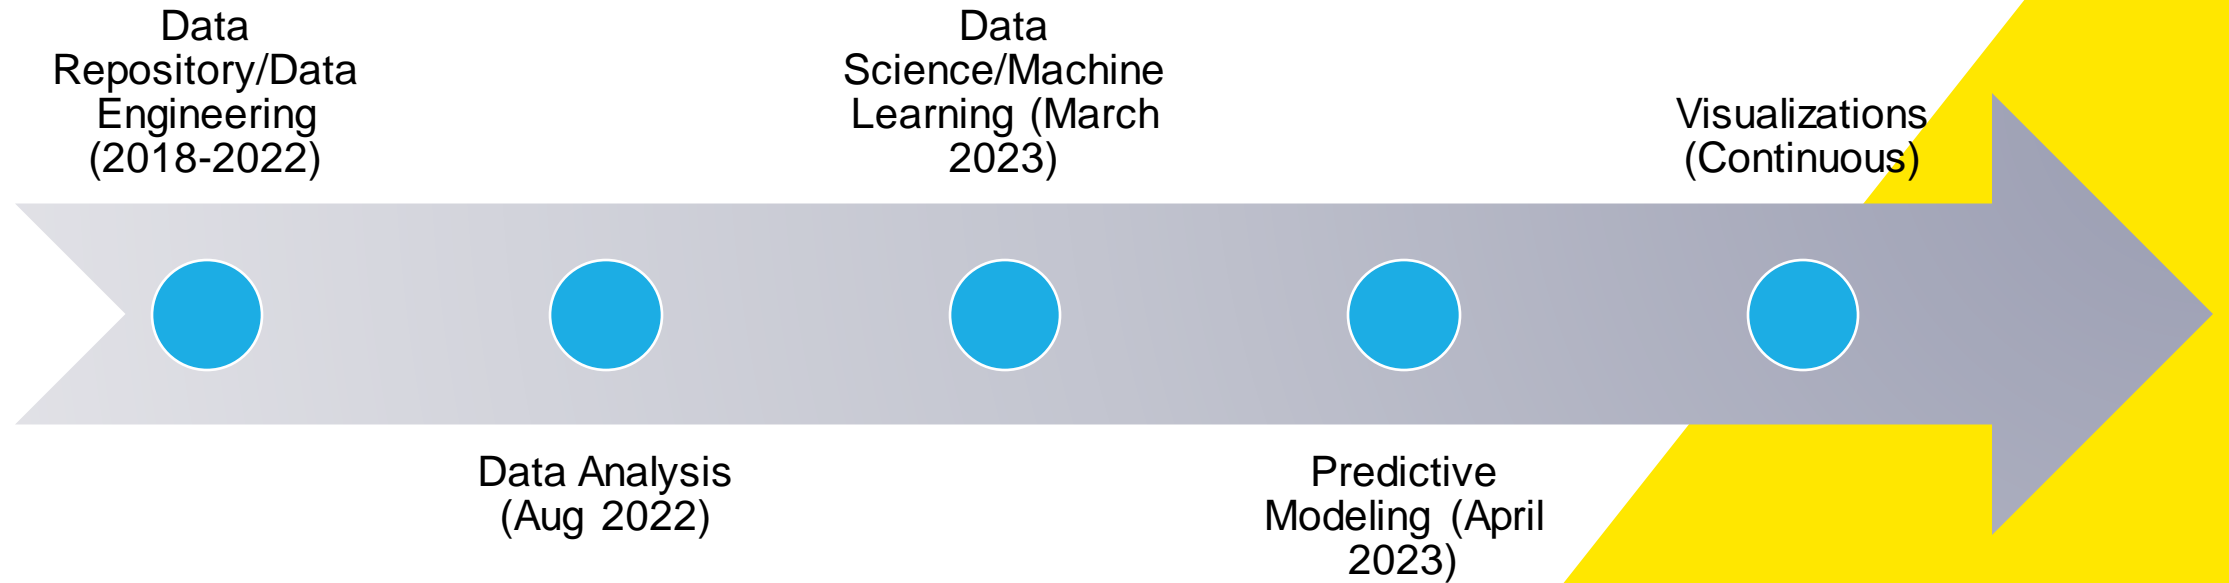 Data
Repository/Data
Engineering
(2018-2022)
Data Analysis
(Aug 2022)
Data
Science/Machine
Learning (March
2023)
Predictive
Modeling (April
2023)
Visualizations
(Continuous)